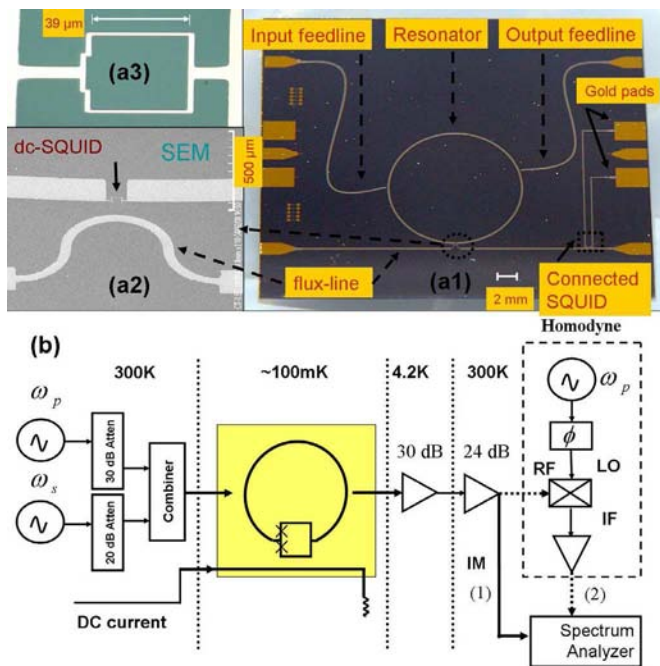 39 μm
(a3)
dc-SQUID
SEM
500 μm
(a2)
flux-line
Input feedline
Resonator
Output feedline
Gold pads
(a1)
2 mm
Connected
SQUID
(b)
300K
~100mK
4.2K
300K
Homodyne
ω_p
30 dB Atten
ω_s
20 dB Atten
Combiner
30 dB
24 dB
ω_p
ϕ
RF
LO
IF
IM
(1)
(2)
DC current
Spectrum
Analyzer